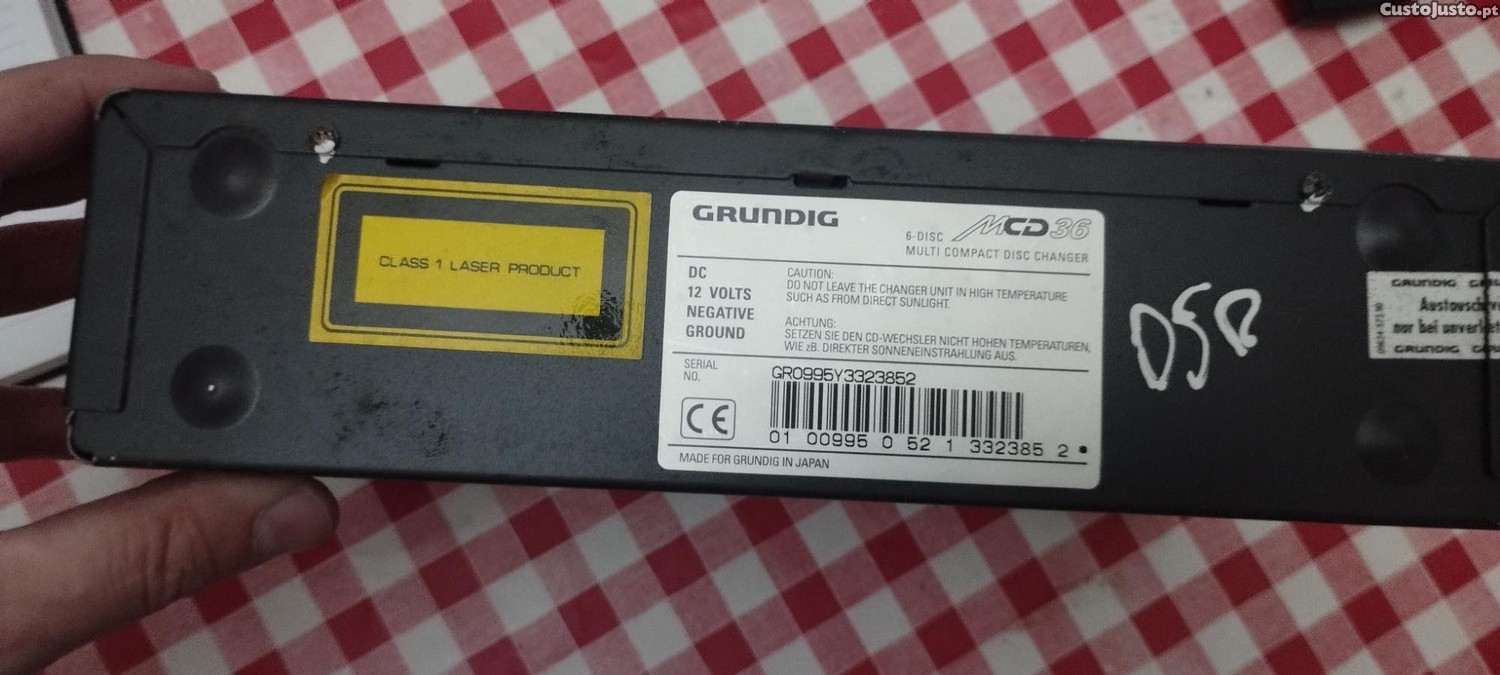 CustoJusto.pt
CLASS 1 LASER PRODUCT
GRUNDIG
6-DISC MCD 36
MULTI COMPACT DISC CHANGER
DC
12 VOLTS
NEGATIVE
GROUND
CAUTION:
DO NOT LEAVE THE CHANGER UNIT IN HIGH TEMPERATURE
SUCH AS FROM DIRECT SUNLIGHT.
ACHTUNG:
SETZEN SIE DEN CD-WECHSLER NICHT HOHEN TEMPERATUREN,
WIE zB. DIREKTER SONNENEINSTRAHLUNG AUS.
SERIAL
NO.
GR0995Y3323852
CE
01 00995 0 52 1 332385 2
MADE FOR GRUNDIG IN JAPAN
GRUNDIG
nur bei
GRUNDIG